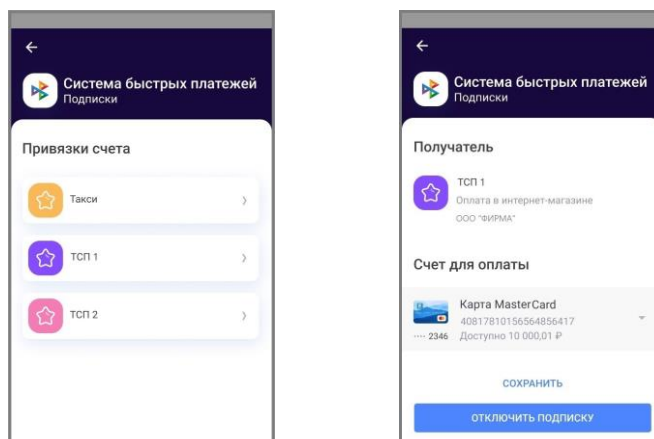 Система быстрых платежей
Подписки
Привязки счета
Такси
ТСП 1
ТСП 2
Система быстрых платежей
Подписки
Получатель
ТСП 1
Оплата в интернет-магазине
ООО "ФИРМА"
Счет для оплаты
Карта MasterCard
40817810156564856417
···· 2346 Доступно 10 000,01 ₽
СОХРАНИТЬ
ОТКЛЮЧИТЬ ПОДПИСКУ